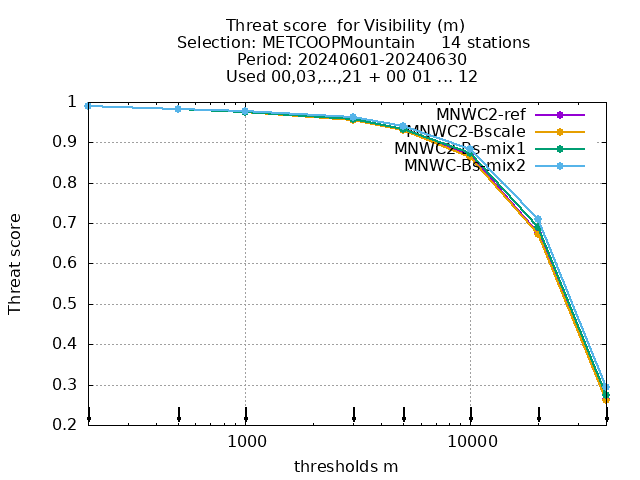 Threat score  for Visibility (m)
Selection: METCOOPMountain     14 stations
Period: 20240601-20240630
Used 00,03,...,21 + 00 01 ... 12
MNWC2-ref
MNWC2-Bscale
MNWC2-Bs-mix1
MNWC-Bs-mix2
1
0.9
0.8
0.7
0.6
0.5
0.4
0.3
0.2
Threat score
1000
10000
thresholds m